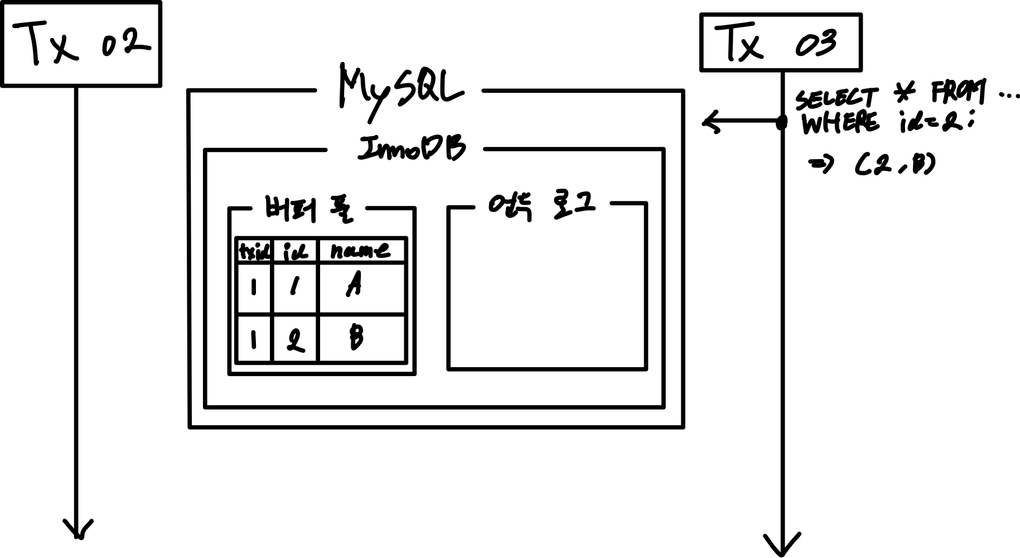 Tx 02
Tx 03
MySQL
InnoDB
버퍼 풀
txid id name
1 1 A
1 2 B
언두 로그
SELECT * FROM ...
WHERE id=2;
=> (2, B)